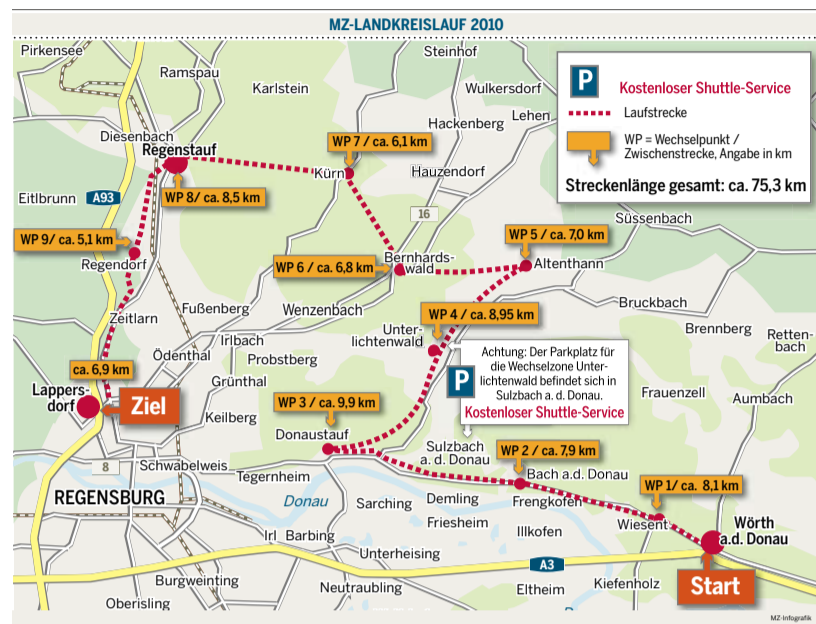 MZ-LANDKREISLAUF 2010
Pirkensee
Steinhof
Ramspau
Karlstein
Wulkersdorf
Lehen
Hackenberg
Diesenbach
Regenstauf
P
Kostenloser Shuttle-Service
Laufstrecke
WP = Wechselpunkt /
Zwischenstrecke, Angabe in km
Streckenlänge gesamt: ca. 75,3 km
WP 7 / ca. 6,1 km
Kürn
Hauzendorf
Eitlbrunn
A93
WP 8/ ca. 8,5 km
16
Süssenbach
WP 9/ ca. 5,1 km
Regendorf
WP 5 / ca. 7,0 km
Altenthann
WP 6 / ca. 6,8 km
Bernhards-
wald
Fußenberg
Wenzenbach
Zeitlarn
WP 4 / ca. 8,95 km
Unter-
lichtenwald
Bruckbach
Brennberg
Retten-
bach
Irlbach
Ödenthal
Probstberg
Grünthal
ca. 6,9 km
Lappers-
dorf
Ziel
Keilberg
Achtung: Der Parkplatz für
die Wechselzone Unter-
lichtenwald befindet sich in
Sulzbach a. d. Donau.
Kostenloser Shuttle-Service
P
Frauenzell
Aumbach
WP 3 / ca. 9,9 km
Donaustauf
Sulzbach
a. d. Donau
WP 2 / ca. 7,9 km
Bach a.d. Donau
8
Schwabelweis
Tegernheim
REGENSBURG
Donau
Sarching
Demling
Frengkofen
WP 1/ ca. 8,1 km
Wiesent
Friesheim
Illkofen
Wörth
a.d. Donau
Irl
Barbing
Unterheising
A3
Start
Burgweinting
Neutraubling
Eltheim
Kiefenholz
Oberisling
MZ-Infografik